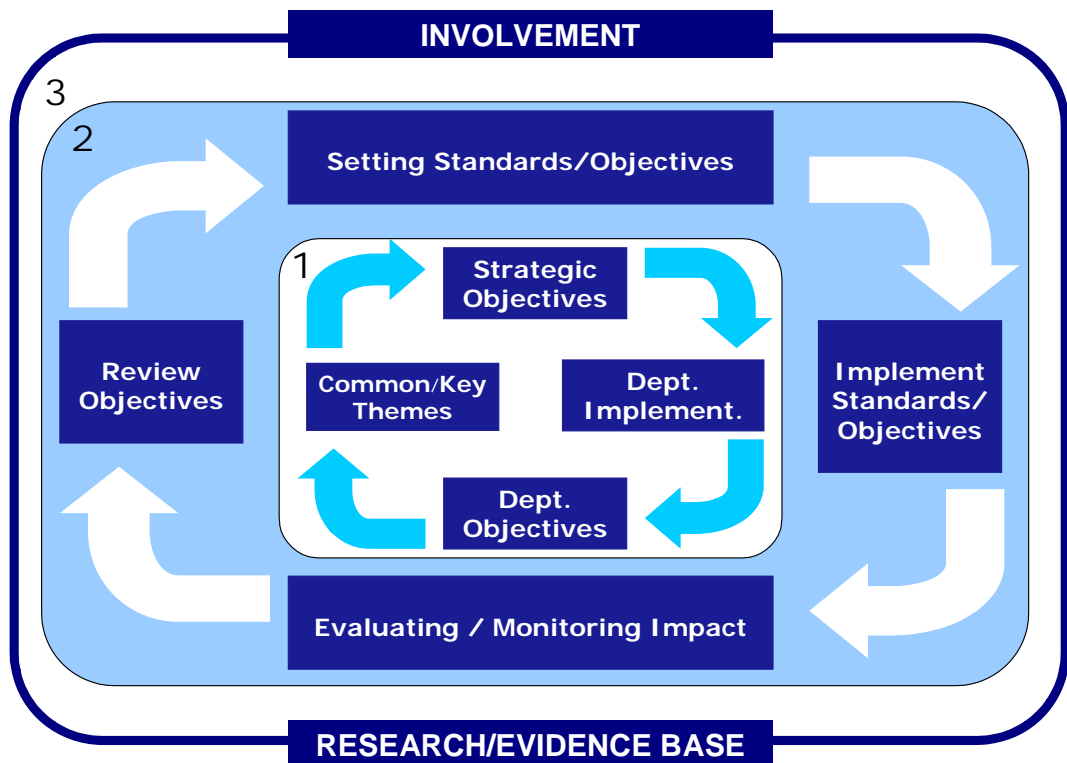 INVOLVEMENT
3
2
Setting Standards/Objectives
1
Strategic
Objectives
Review
Objectives
Common/Key
Themes
Dept.
Implement.
Implement
Standards/
Objectives
Dept.
Objectives
Evaluating / Monitoring Impact
RESEARCH/EVIDENCE BASE